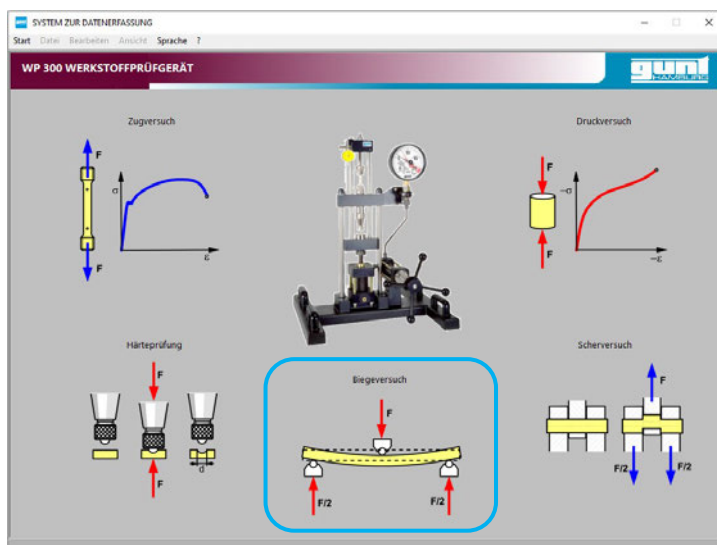 SYSTEM ZUR DATENERFASSUNG
Start Datei Bearbeiten Ansicht Sprache ?
WP 300 WERKSTOFFPRÜFGERÄT
gunt
HAMBURG
Zugversuch
F
σ
ε
F
Druckversuch
F
−σ
F
−ε
Härteprüfung
F
d
F
Biegeversuch
F
F/2
F/2
Scherversuch
F
F/2
F/2